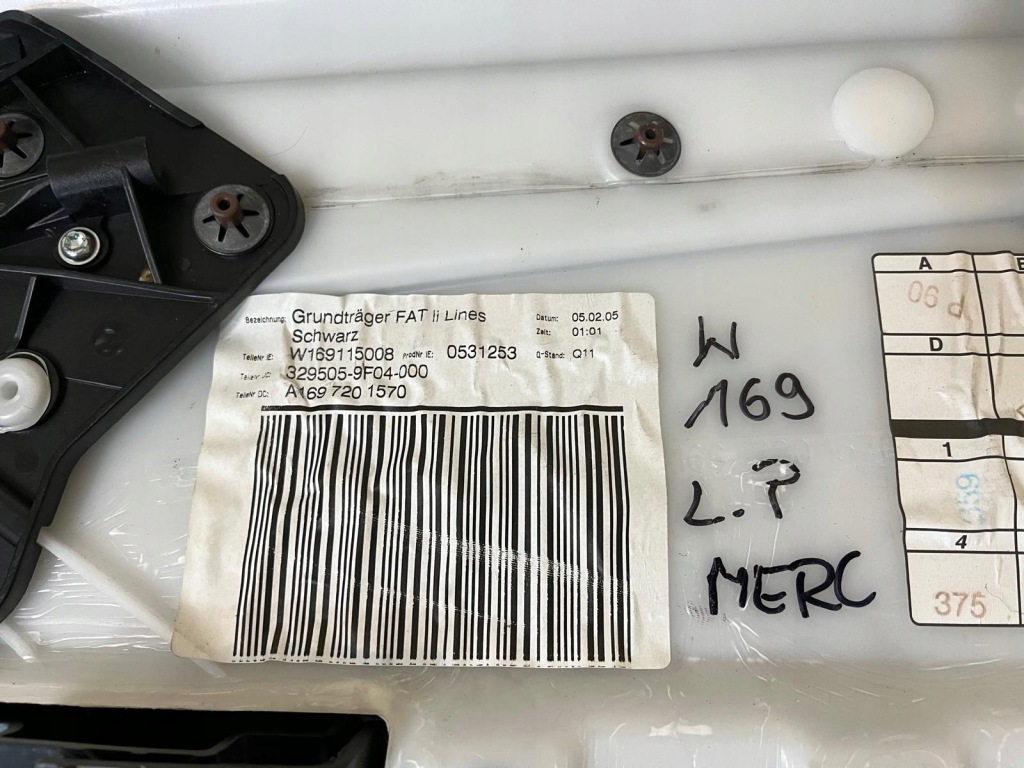 Bezeichnung: Grundträger FAT li Lines
Schwarz
Datum: 05.02.05
Zeit: 01:01
TeileNr IE: W169115008 ProdNr IE: 0531253 Q-Stand: Q11
329505-9F04-000
TeileNr DC: A169 720 1570
W
169
L.P
MERC
A
D
1
4
375